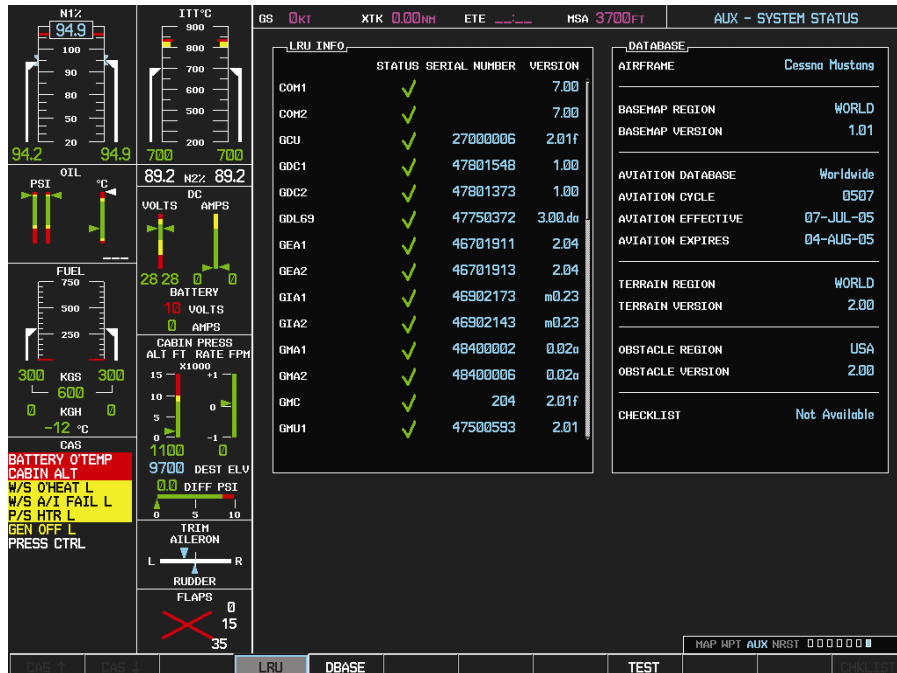 N1%
94.9
100
90
80
50
20
94.2 94.9
ITT°C
900
800
700
600
500
200
700 700
89.2 N2% 89.2
OIL
PSI °C
___
DC
VOLTS AMPS
28 28 0 0
BATTERY
10 VOLTS
0 AMPS
FUEL
750
500
250
300 KGS 300
600
0 KGH 0
-12 °C
CABIN PRESS
ALT FT RATE FPM
X1000
15 +1
10
0
5
0 -1
1100 0
9700 DEST ELV
0.0 DIFF PSI
0 5 10
CAS
BATTERY O'TEMP
CABIN ALT
W/S O'HEAT L
W/S A/I FAIL L
P/S HTR L
GEN OFF L
PRESS CTRL
TRIM
AILERON
L R
RUDDER
FLAPS
0
15
35
GS 0KT XTK 0.00NM ETE __:__ MSA 3700FT
AUX - SYSTEM STATUS
LRU INFO
STATUS SERIAL NUMBER VERSION
COM1 7.00
COM2 7.00
GCU 27000006 2.01f
GDC1 47801548 1.00
GDC2 47801373 1.00
GDL69 47750372 3.00.da
GEA1 46701911 2.04
GEA2 46701913 2.04
GIA1 46902173 m0.23
GIA2 46902143 m0.23
GMA1 48400002 0.02a
GMA2 48400006 0.02a
GMC 204 2.01f
GMU1 47500593 2.01
DATABASE
AIRFRAME Cessna Mustang
BASEMAP REGION WORLD
BASEMAP VERSION 1.01
AVIATION DATABASE Worldwide
AVIATION CYCLE 0507
AVIATION EFFECTIVE 07-JUL-05
AVIATION EXPIRES 04-AUG-05
TERRAIN REGION WORLD
TERRAIN VERSION 2.00
OBSTACLE REGION USA
OBSTACLE VERSION 2.00
CHECKLIST Not Available
MAP WPT AUX NRST
CAS ↑ CAS ↓ LRU DBASE TEST CHKLIST